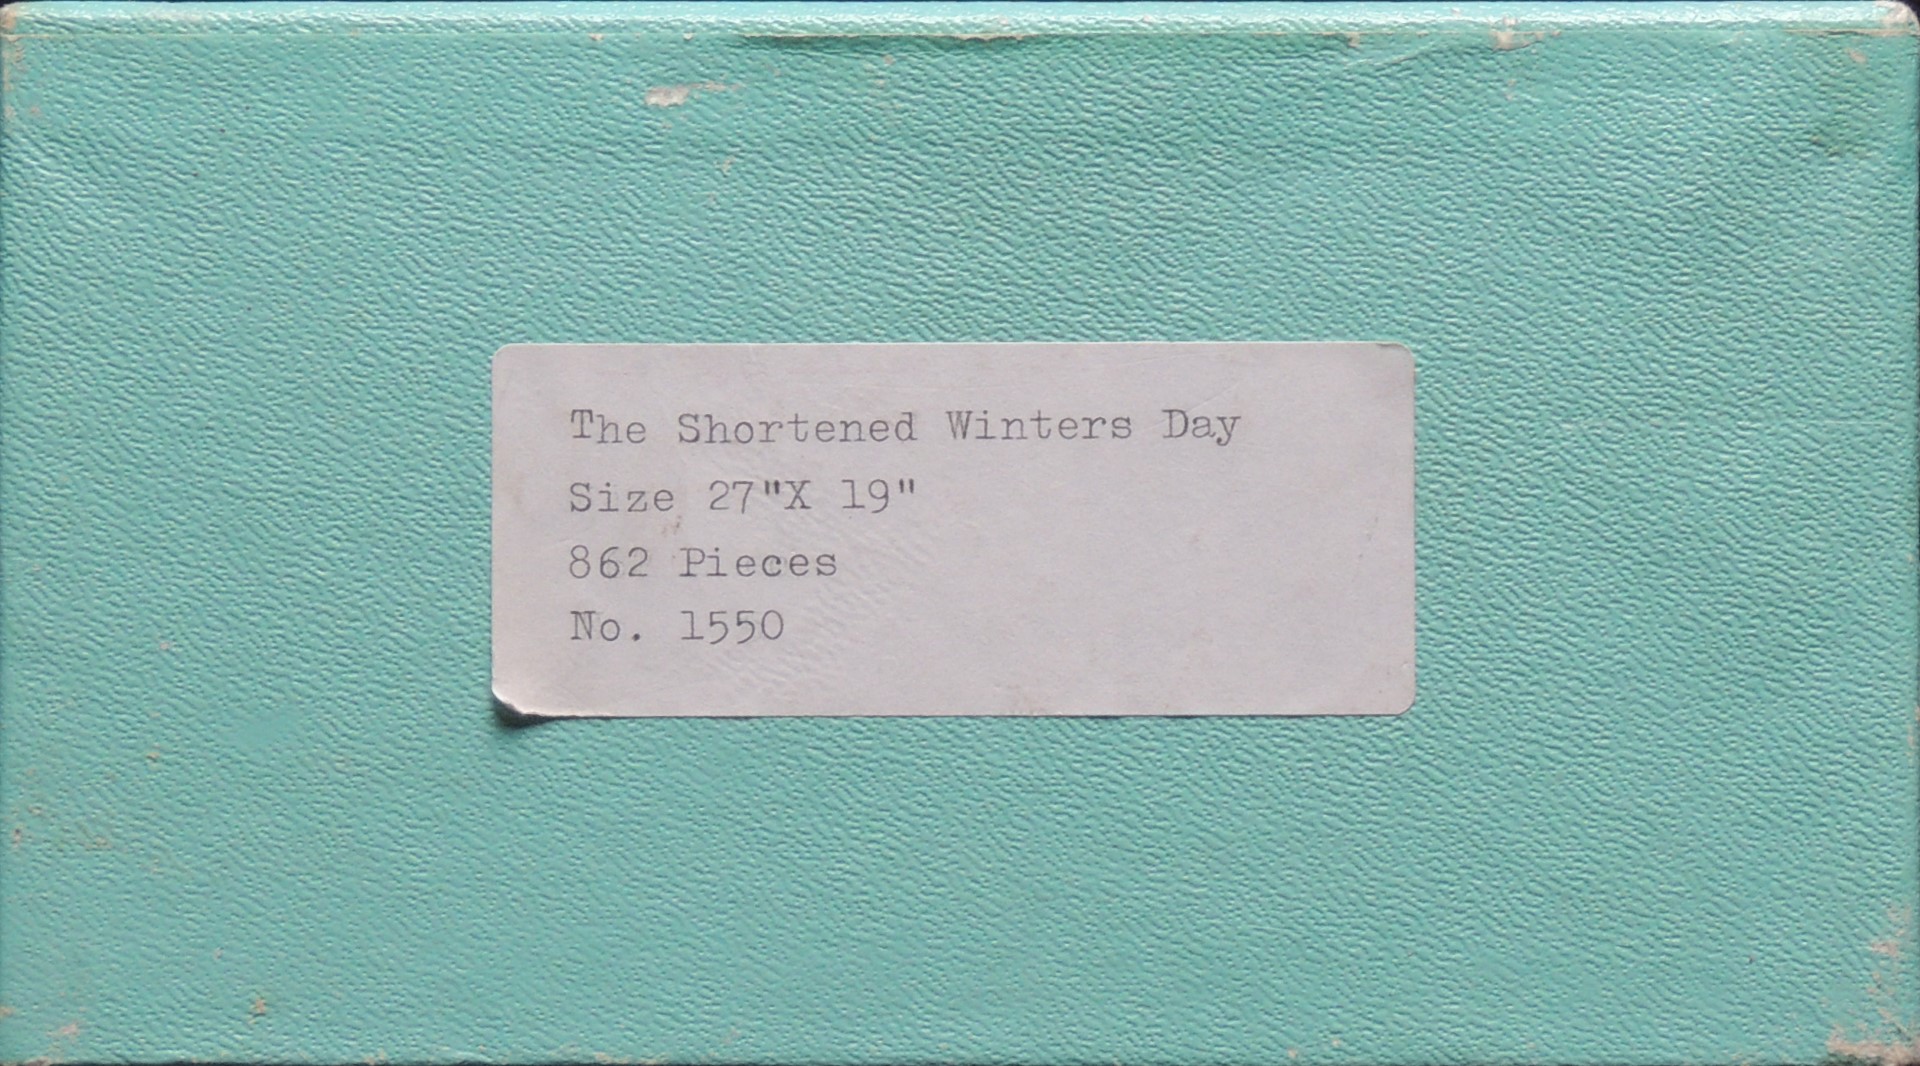 The Shortened Winters Day
Size 27"X 19"
862 Pieces
No. 1550